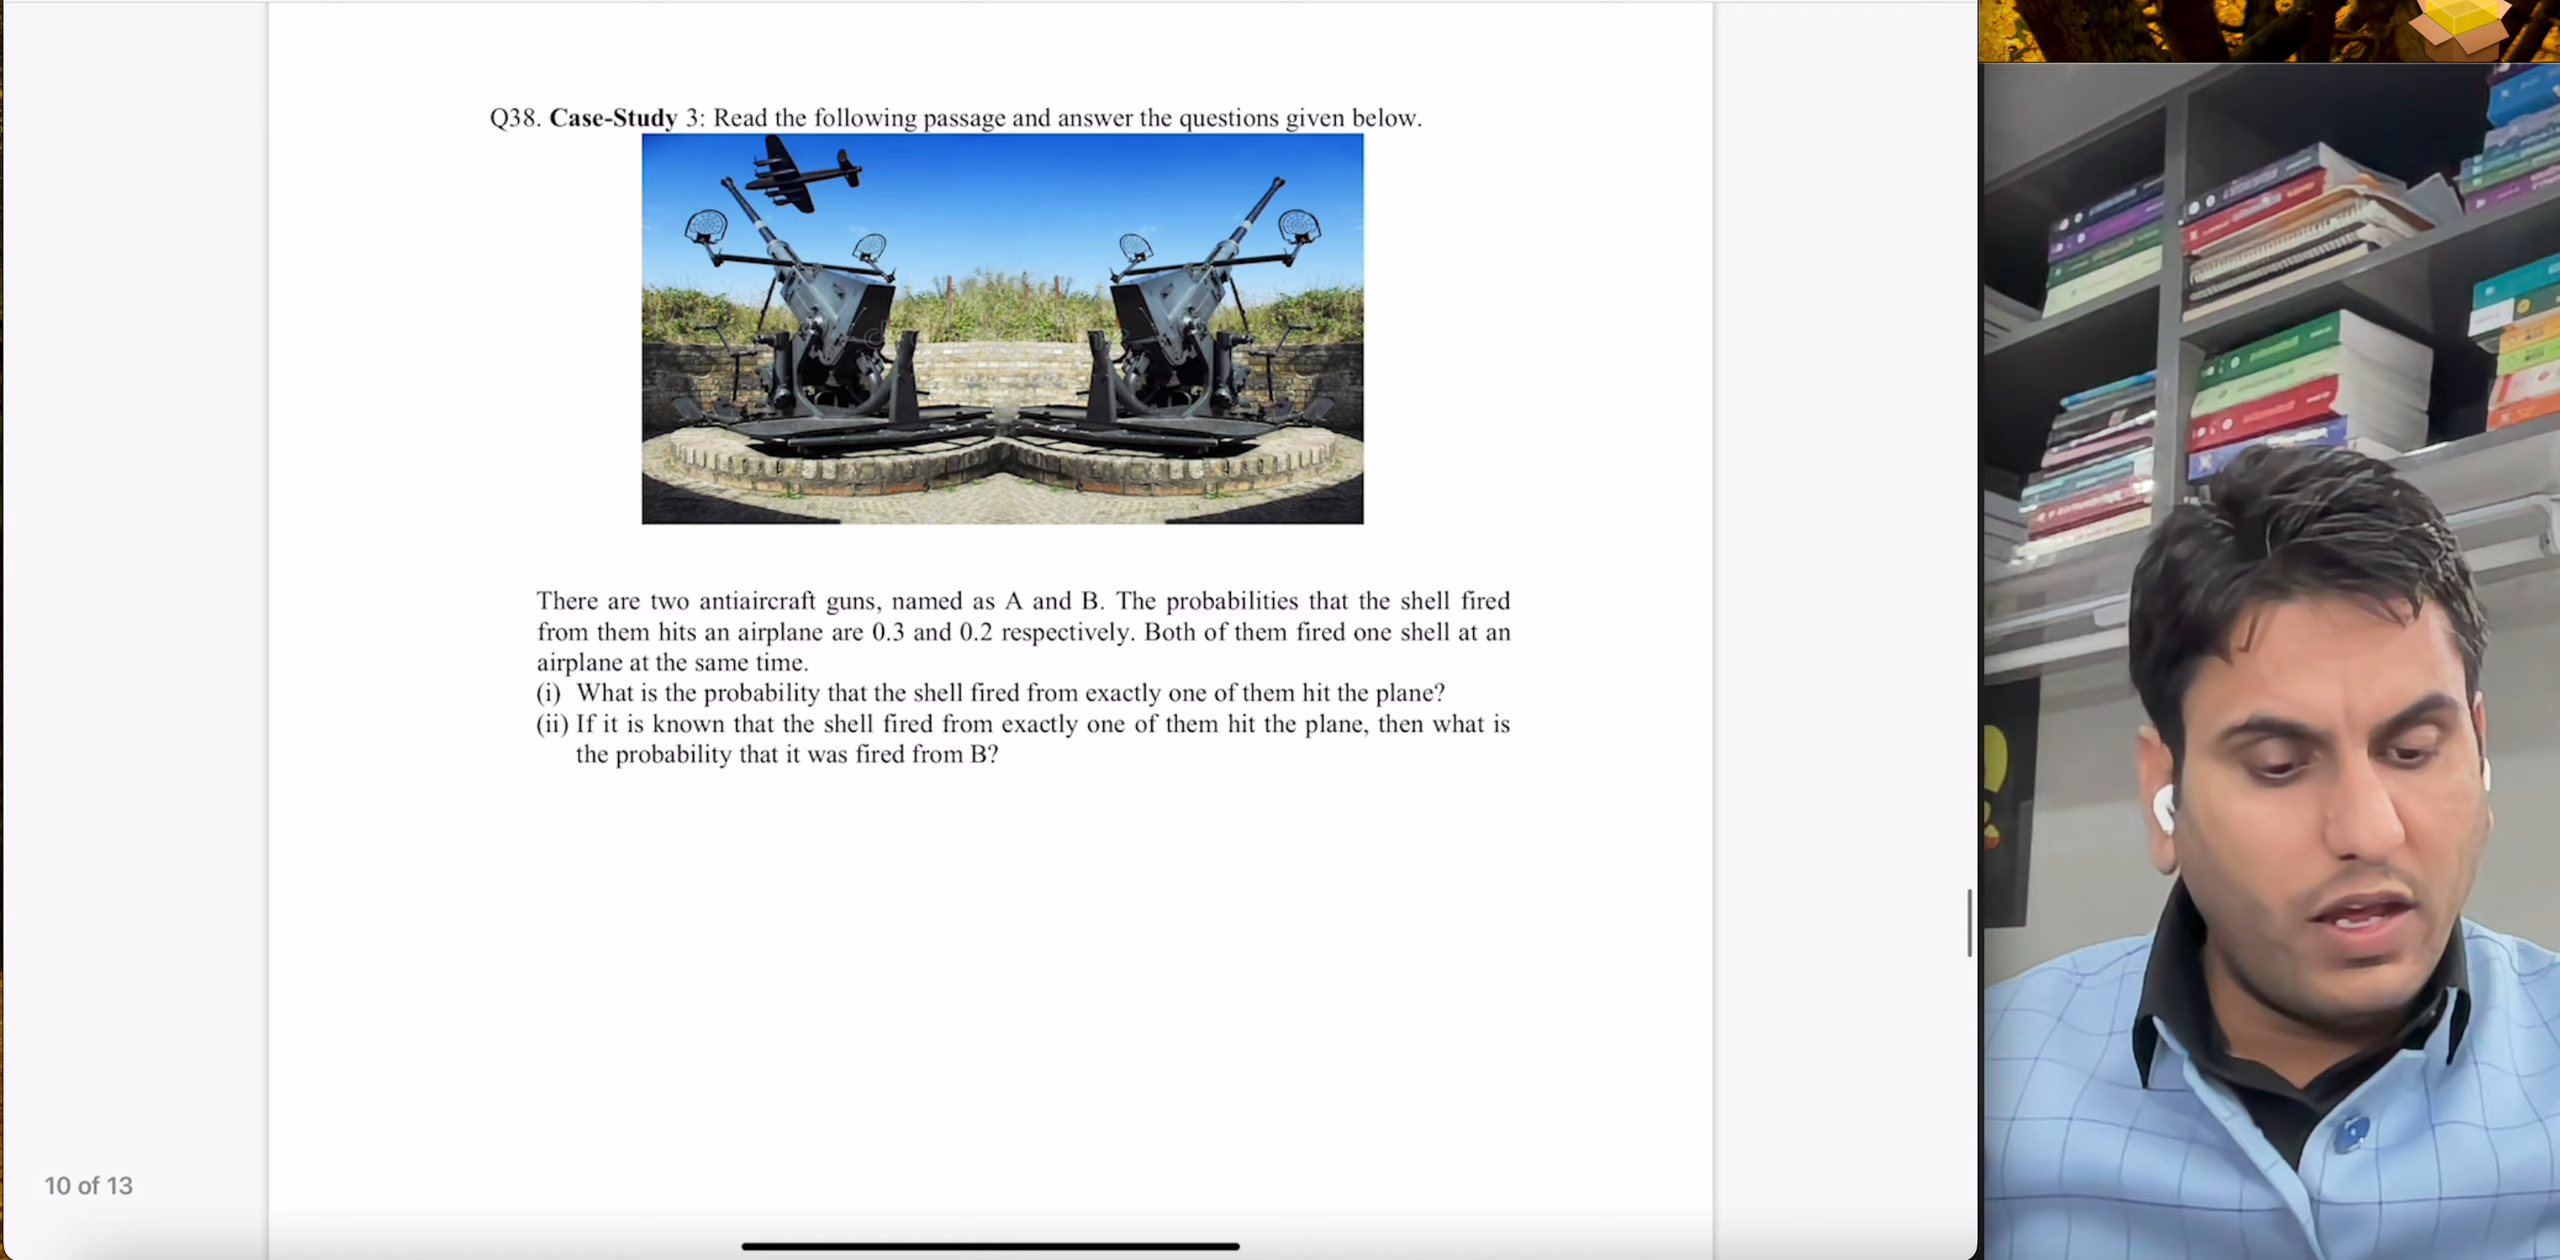 Q38. Case-Study 3: Read the following passage and answer the questions given below.
There are two antiaircraft guns, named as A and B. The probabilities that the shell fired
from them hits an airplane are 0.3 and 0.2 respectively. Both of them fired one shell at an
airplane at the same time.
(i) What is the probability that the shell fired from exactly one of them hit the plane?
(ii) If it is known that the shell fired from exactly one of them hit the plane, then what is
the probability that it was fired from B?
10 of 13